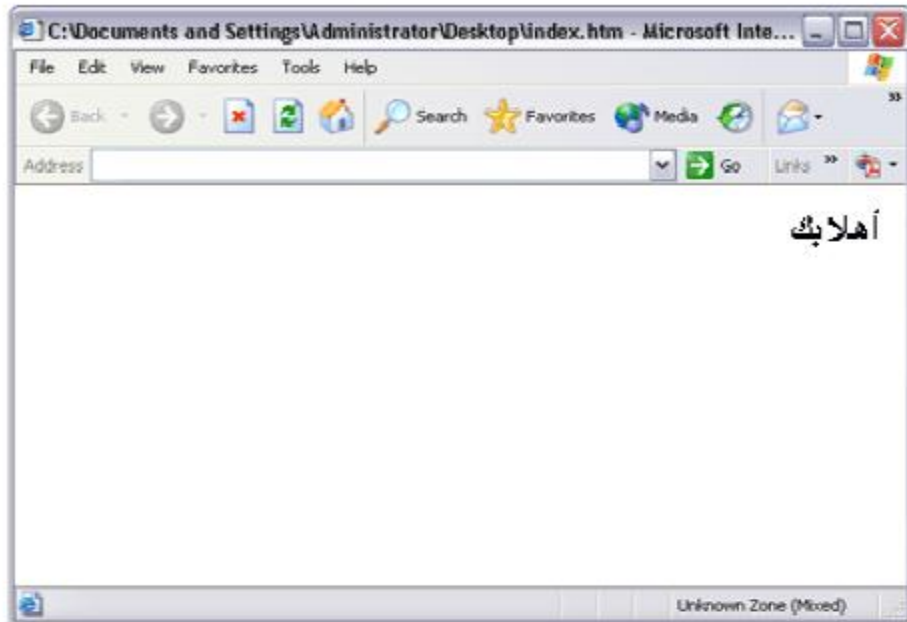 C:\Documents and Settings\Administrator\Desktop\index.htm - Microsoft Inte...
File Edit View Favorites Tools Help
Back Search Favorites Media
Address Go Links
أهلا بك
Unknown Zone (Mixed)